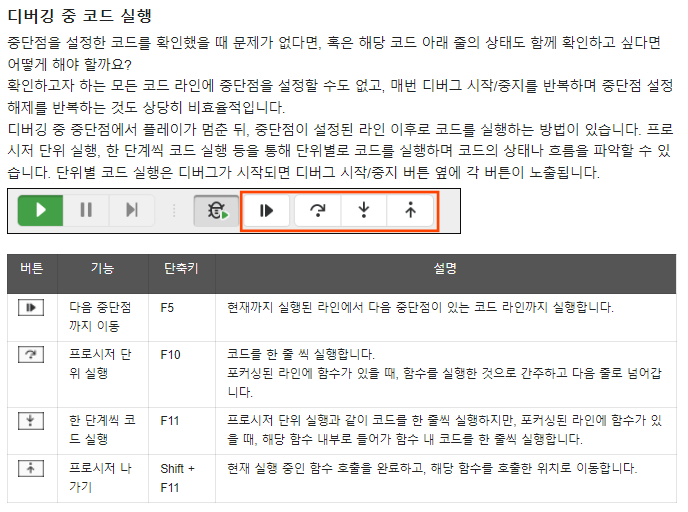 디버깅 중 코드 실행
중단점을 설정한 코드를 확인했을 때 문제가 없다면, 혹은 해당 코드 아래 줄의 상태도 함께 확인하고 싶다면
어떻게 해야 할까요?
확인하고자 하는 모든 코드 라인에 중단점을 설정할 수도 없고, 매번 디버그 시작/중지를 반복하며 중단점 설정
해제를 반복하는 것도 상당히 비효율적입니다.
디버깅 중 중단점에서 플레이가 멈춘 뒤, 중단점이 설정된 라인 이후로 코드를 실행하는 방법이 있습니다. 프로
시저 단위 실행, 한 단계씩 코드 실행 등을 통해 단위별로 코드를 실행하며 코드의 상태나 흐름을 파악할 수 있
습니다. 단위별 코드 실행은 디버그가 시작되면 디버그 시작/중지 버튼 옆에 각 버튼이 노출됩니다.
버튼 기능 단축키 설명
다음 중단점 F5 현재까지 실행된 라인에서 다음 중단점이 있는 코드 라인까지 실행합니다.
까지 이동
프로시저 단 F10 코드를 한 줄 씩 실행합니다.
위 실행 포커싱된 라인에 함수가 있을 때, 함수를 실행한 것으로 간주하고 다음 줄로 넘어갑
니다.
한 단계씩 코 F11 프로시저 단위 실행과 같이 코드를 한 줄씩 실행하지만, 포커싱된 라인에 함수가 있
드 실행 을 때, 해당 함수 내부로 들어가 함수 내 코드를 한 줄씩 실행합니다.
프로시저 나 Shift + 현재 실행 중인 함수 호출을 완료하고, 해당 함수를 호출한 위치로 이동합니다.
가기 F11